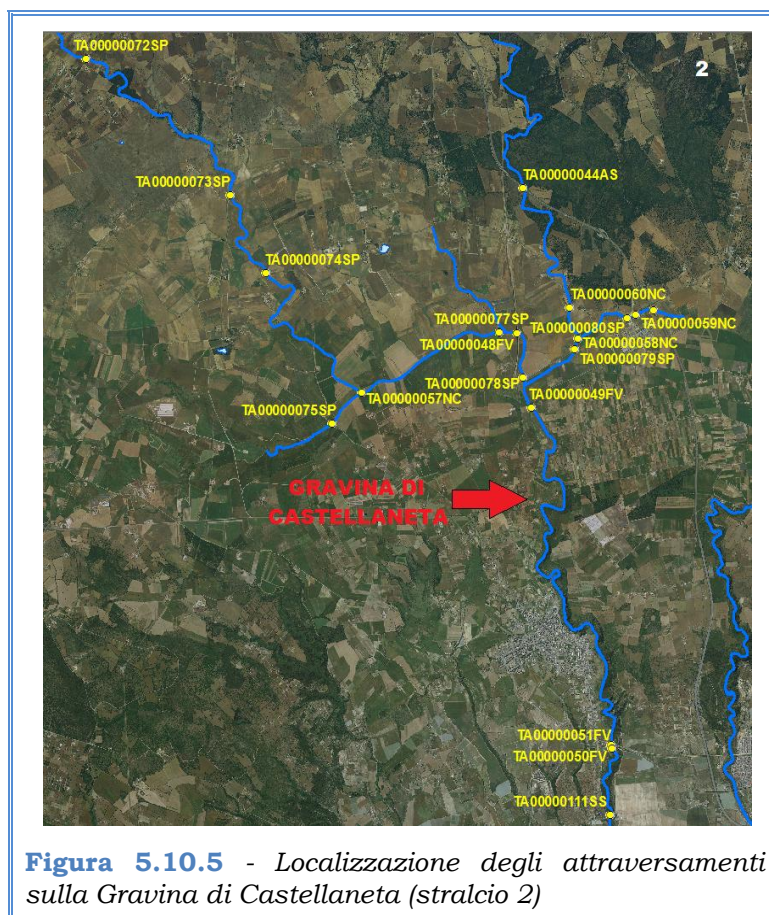 TA00000072SP
2
TA00000073SP
TA00000044AS
TA00000074SP
TA00000060NC
TA00000077SP
TA00000080SP
TA00000059NC
TA00000048FV
TA00000058NC
TA00000079SP
TA00000078SP
TA00000057NC
TA00000049FV
TA00000075SP
GRAVINA DI
CASTELLANETA
TA00000051FV
TA00000050FV
TA00000111SS
Figura 5.10.5 - Localizzazione degli attraversamenti
sulla Gravina di Castellaneta (stralcio 2)